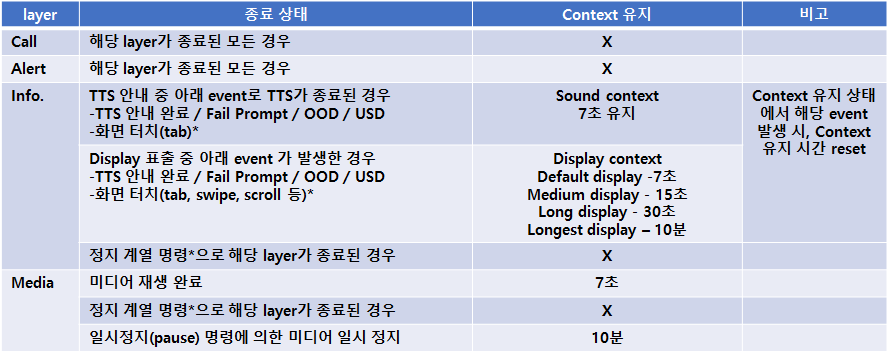 layer 종료 상태 Context 유지 비고
Call 해당 layer가 종료된 모든 경우 X
Alert 해당 layer가 종료된 모든 경우 X
Info. TTS 안내 중 아래 event로 TTS가 종료된 경우
-TTS 안내 완료 / Fail Prompt / OOD / USD
-화면 터치(tab)*
Sound context
7초 유지
Context 유지 상태
에서 해당 event
발생 시, Context
유지 시간 reset
Display 표출 중 아래 event 가 발생한 경우
-TTS 안내 완료 / Fail Prompt / OOD / USD
-화면 터치(tab, swipe, scroll 등)*
Display context
Default display -7초
Medium display - 15초
Long display - 30초
Longest display – 10분
정지 계열 명령*으로 해당 layer가 종료된 경우 X
Media 미디어 재생 완료 7초
정지 계열 명령*으로 해당 layer가 종료된 경우 X
일시정지(pause) 명령에 의한 미디어 일시 정지 10분